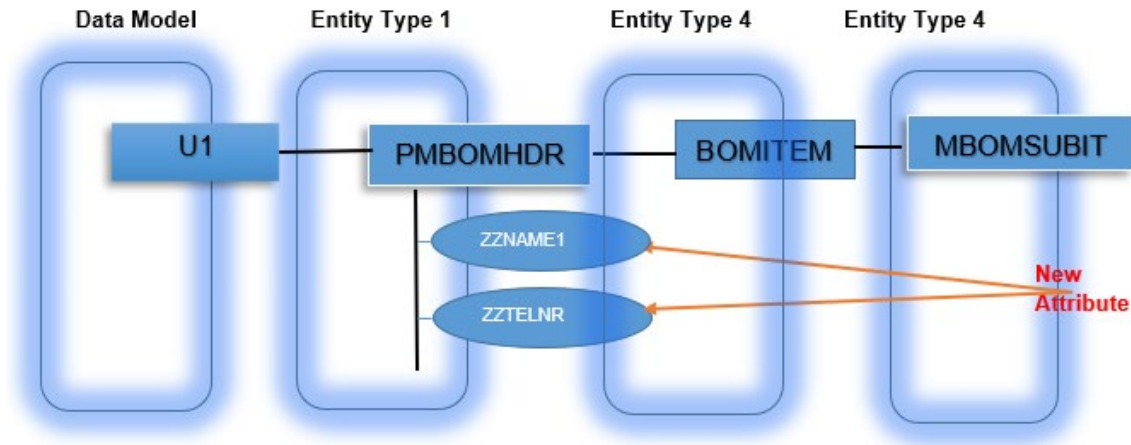 Data Model
Entity Type 1
Entity Type 4
Entity Type 4
U1
PMBOMHDR
BOMITEM
MBOMSUBIT
ZZNAME1
ZZTELNR
New
Attribute